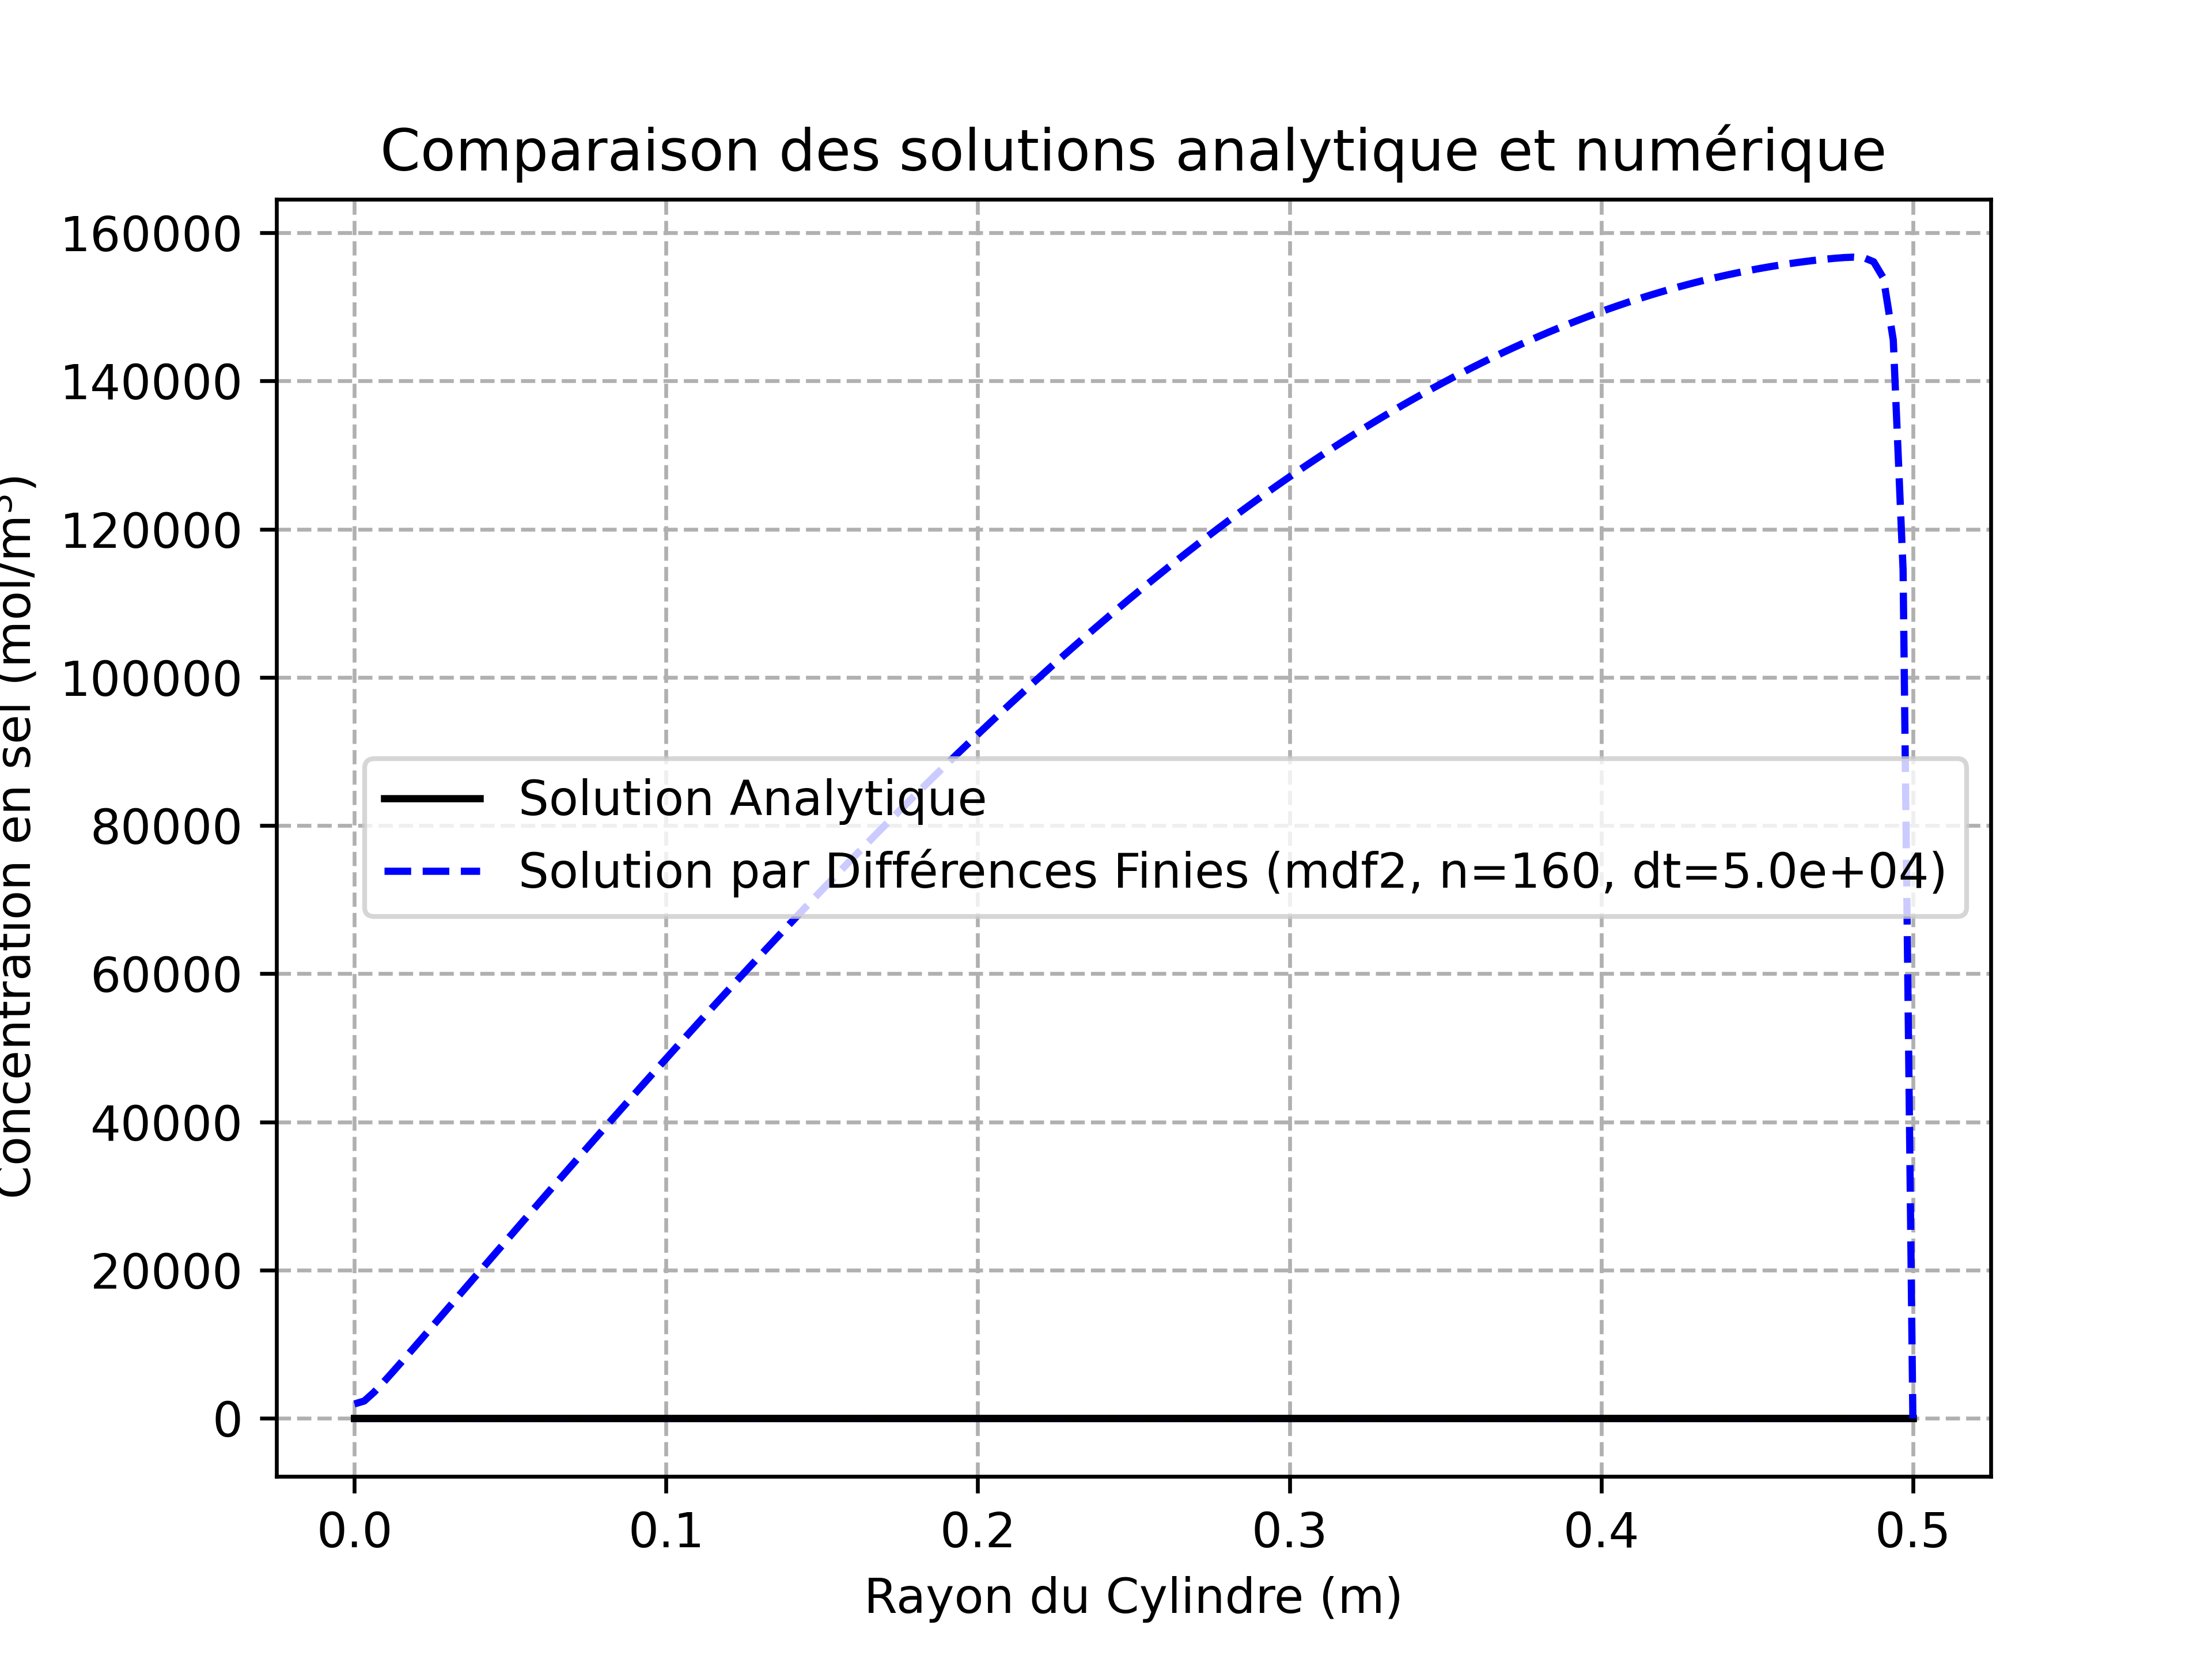 Comparaison des solutions analytique et numérique
Concentration en sel (mol/m³)
160000
140000
120000
100000
80000
60000
40000
20000
0
Solution Analytique
Solution par Différences Finies (mdf2, n=160, dt=5.0e+04)
0.0 0.1 0.2 0.3 0.4 0.5
Rayon du Cylindre (m)